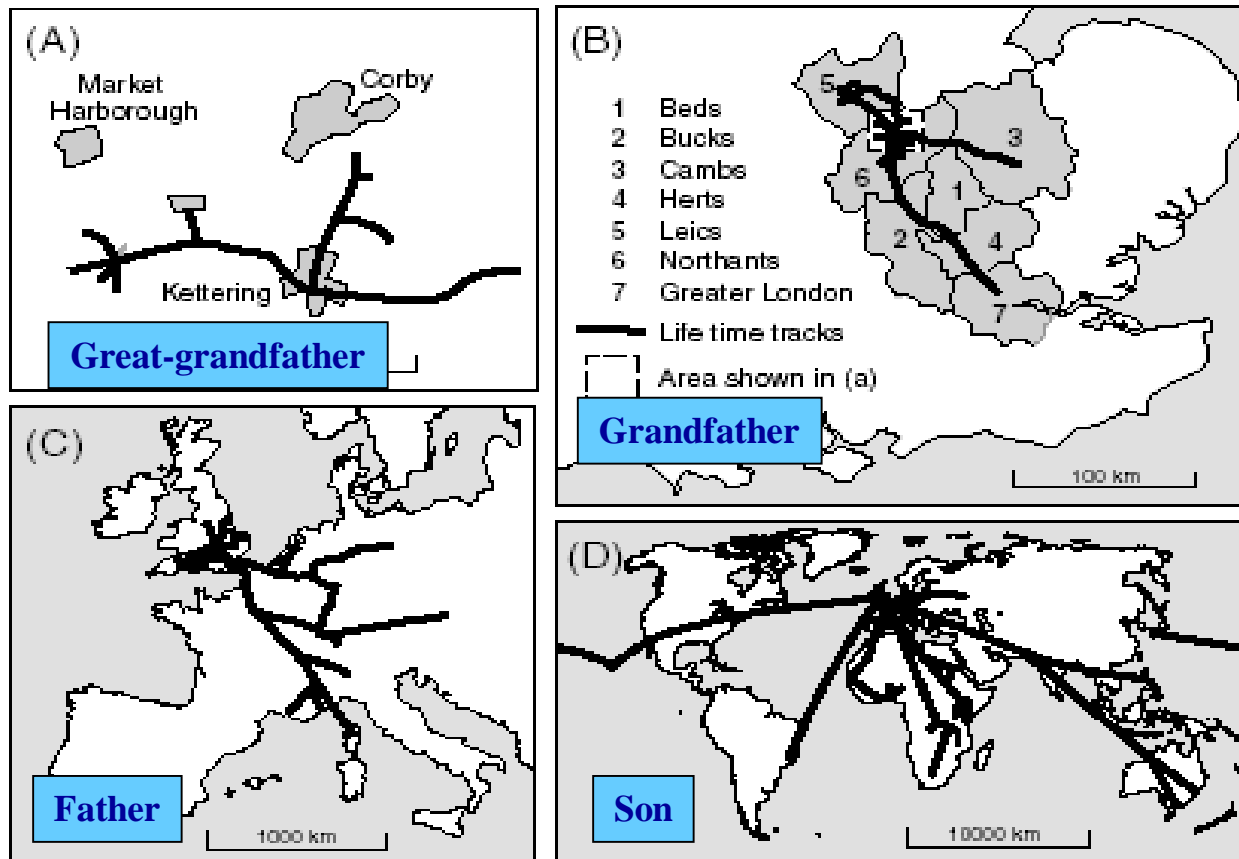 (A)
Market
Harborough
Corby
Kettering
Great-grandfather
(B)
1 Beds
2 Bucks
3 Cambs
4 Herts
5 Leics
6 Northants
7 Greater London
Life time tracks
Area shown in (a)
5
3
6
1
2
4
7
Grandfather
100 km
(C)
Father
1000 km
(D)
Son
10000 km